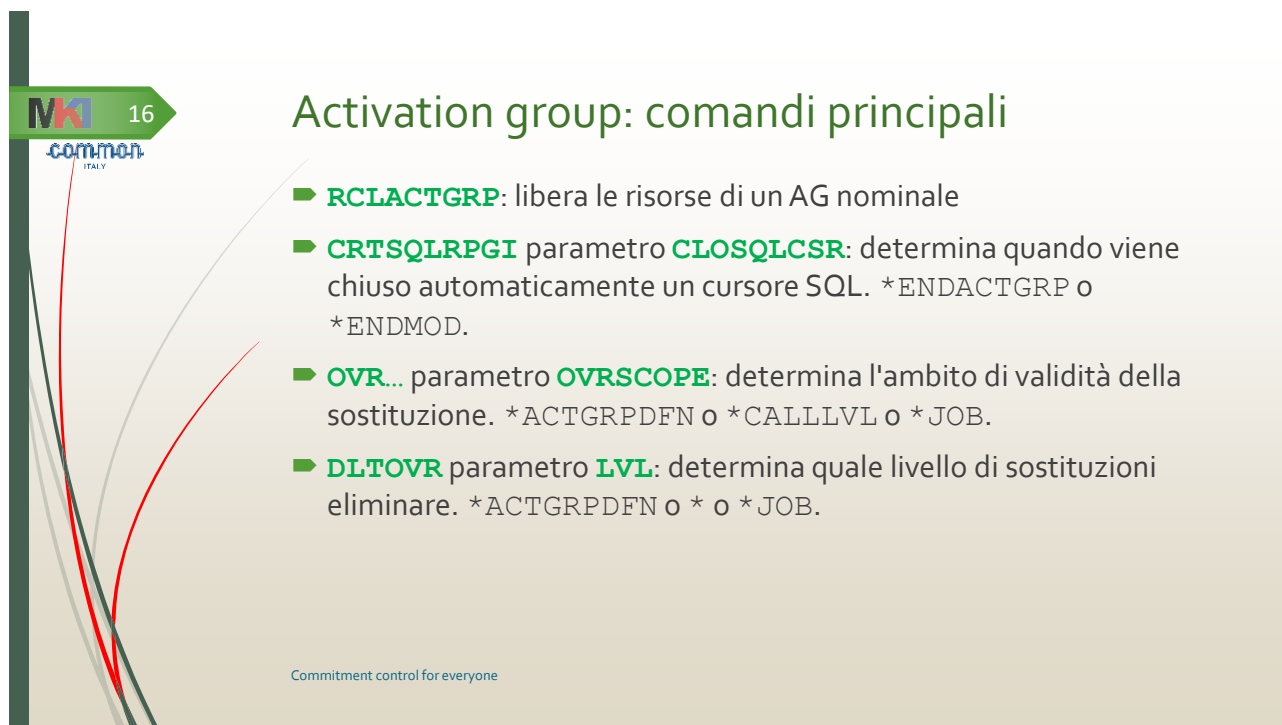 MK1
16
common
ITALY
Activation group: comandi principali
RCLACTGRP: libera le risorse di un AG nominale
CRTSQLRPGI parametro CLOSQLCSR: determina quando viene
chiuso automaticamente un cursore SQL. *ENDACTGRP o
*ENDMOD.
OVR... parametro OVRSCOPE: determina l'ambito di validità della
sostituzione. *ACTGRPDFN o *CALLLVL o *JOB.
DLTOVR parametro LVL: determina quale livello di sostituzioni
eliminare. *ACTGRPDFN o * o *JOB.
Commitment control for everyone